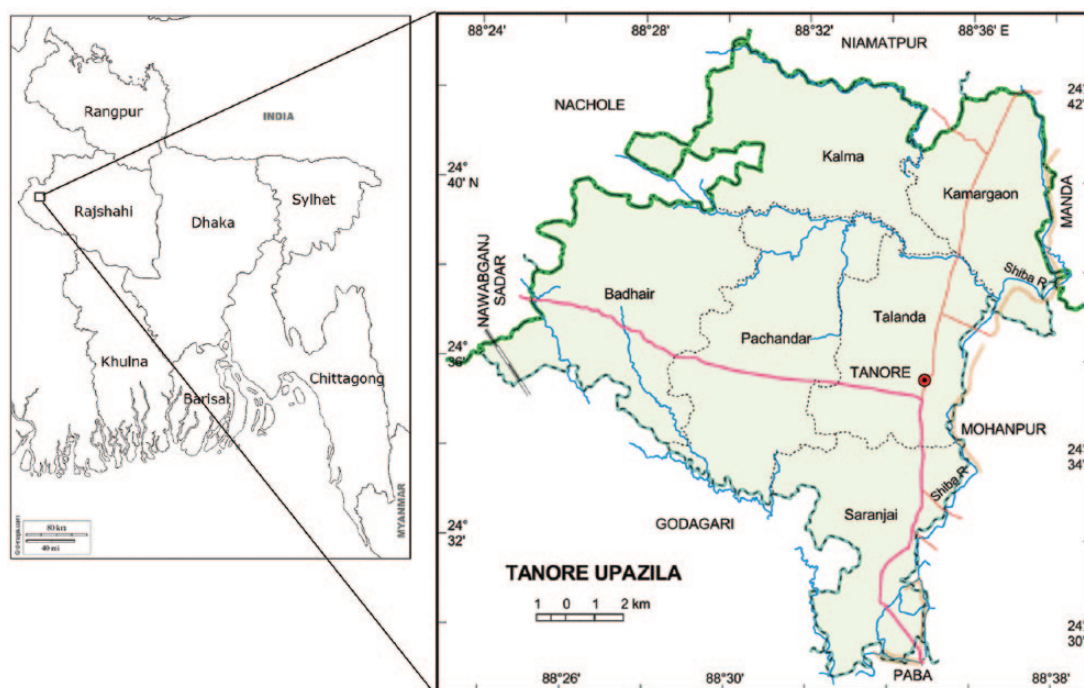 INDIA
Rangpur
Rajshahi
Dhaka
Sylhet
Khulna
Barisal
Chittagong
MYANMAR
80 km
40 mi
88°24'
88°28'
88°32'
88°36' E
NIAMATPUR
NACHOLE
24°
42'
24°
40' N
Kalma
Kamargaon
MANDA
Shiba R.
NAWABGANJ
SADAR
Badhair
Talanda
Pachandar
24°
36'
TANORE
MOHANPUR
24°
34'
Shiba R.
GODAGARI
Saranjai
24°
32'
TANORE UPAZILA
1 0 1 2 km
24°
30'
PABA
88°26'
88°30'
88°34'
88°38'